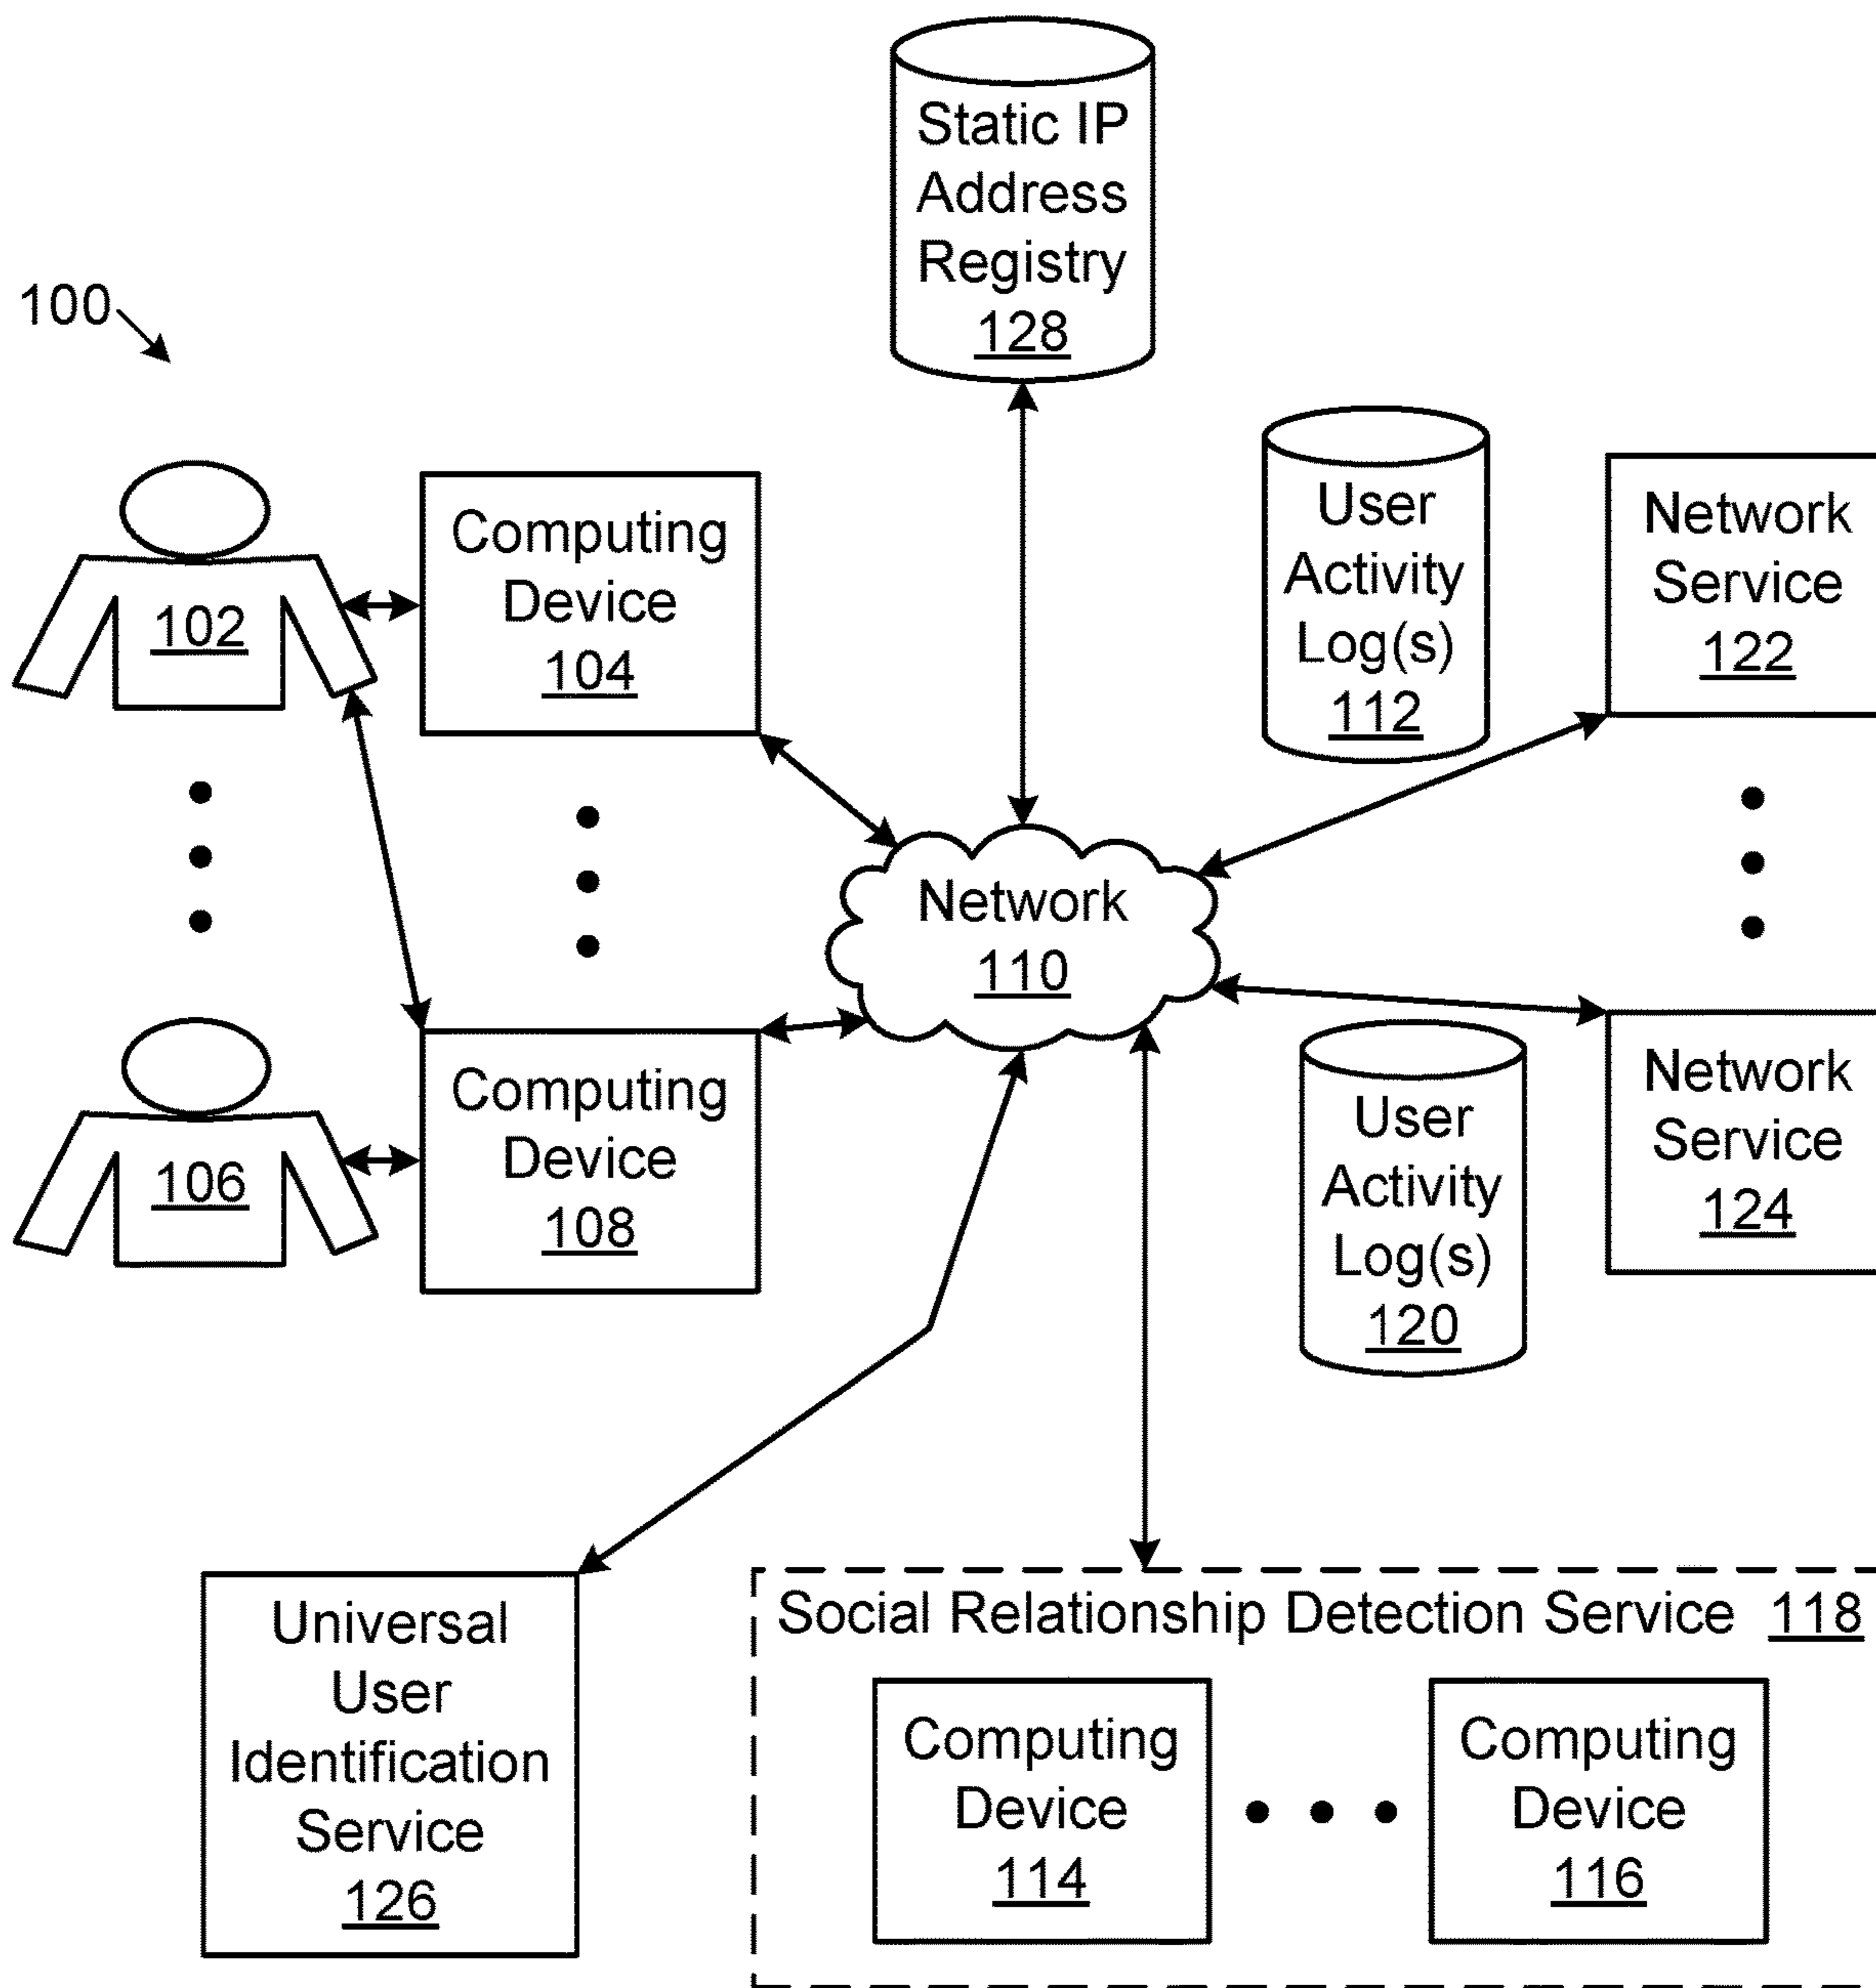 Static IP
Address
Registry
128
100
102
Computing
Device
104
User
Activity
Log(s)
112
Network
Service
122
Network
110
106
Computing
Device
108
User
Activity
Log(s)
120
Network
Service
124
Universal
User
Identification
Service
126
Social Relationship Detection Service 118
Computing
Device
114
Computing
Device
116